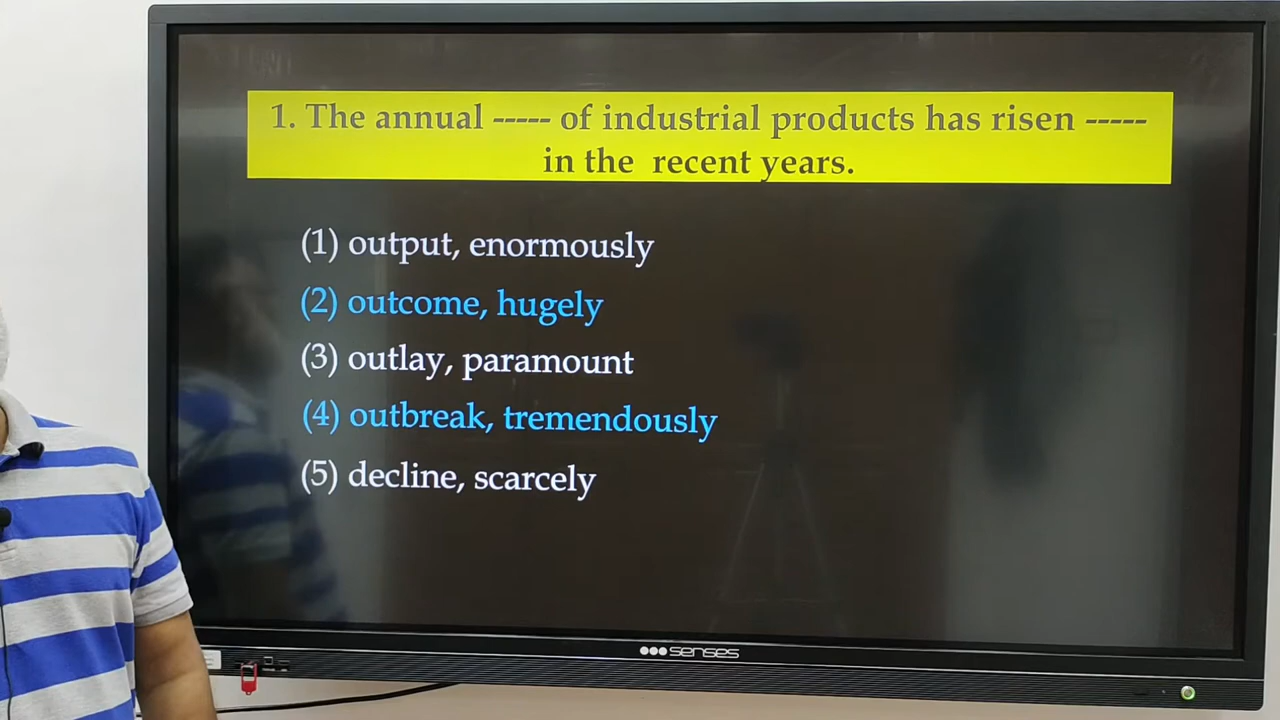 1. The annual ----- of industrial products has risen -----
in the recent years.
(1) output, enormously
(2) outcome, hugely
(3) outlay, paramount
(4) outbreak, tremendously
(5) decline, scarcely
senses